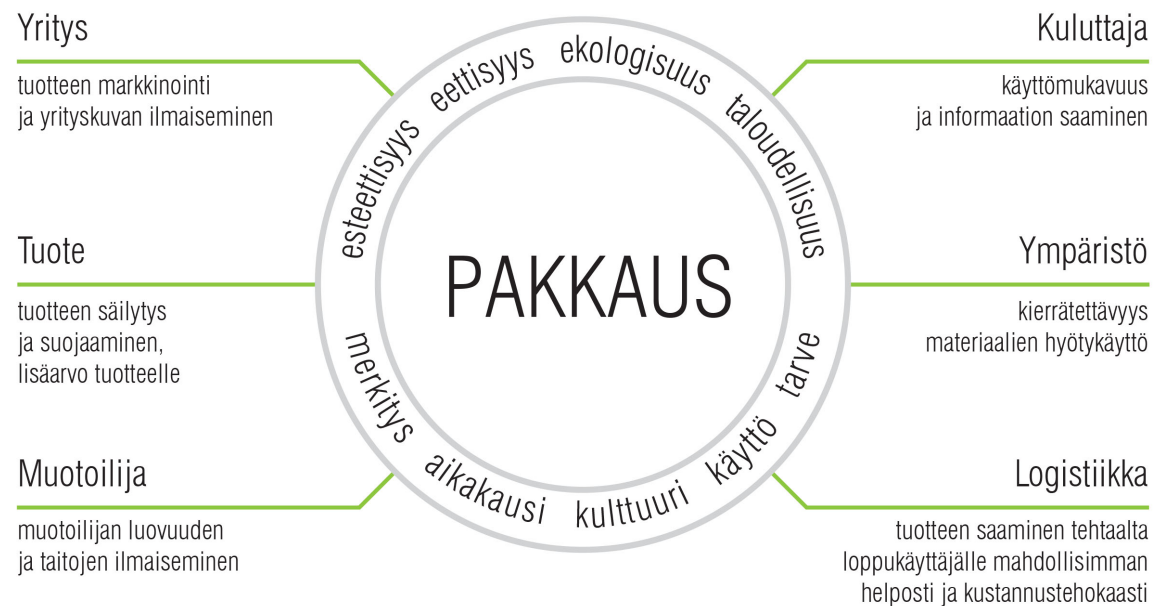 Yritys
tuotteen markkinointi
ja yrityskuvan ilmaiseminen
Tuote
tuotteen säilytys
ja suojaaminen,
lisäarvo tuotteelle
Muotoilija
muotoilijan luovuuden
ja taitojen ilmaiseminen
esteettisyys eettisyys ekologisuus taloudellisuus
PAKKAUS
merkitys aikakausi kulttuuri käyttö tarve
Kuluttaja
käyttömukavuus
ja informaation saaminen
Ympäristö
kierrätettävyys
materiaalien hyötykäyttö
Logistiikka
tuotteen saaminen tehtaalta
loppukäyttäjälle mahdollisimman
helposti ja kustannustehokaasti